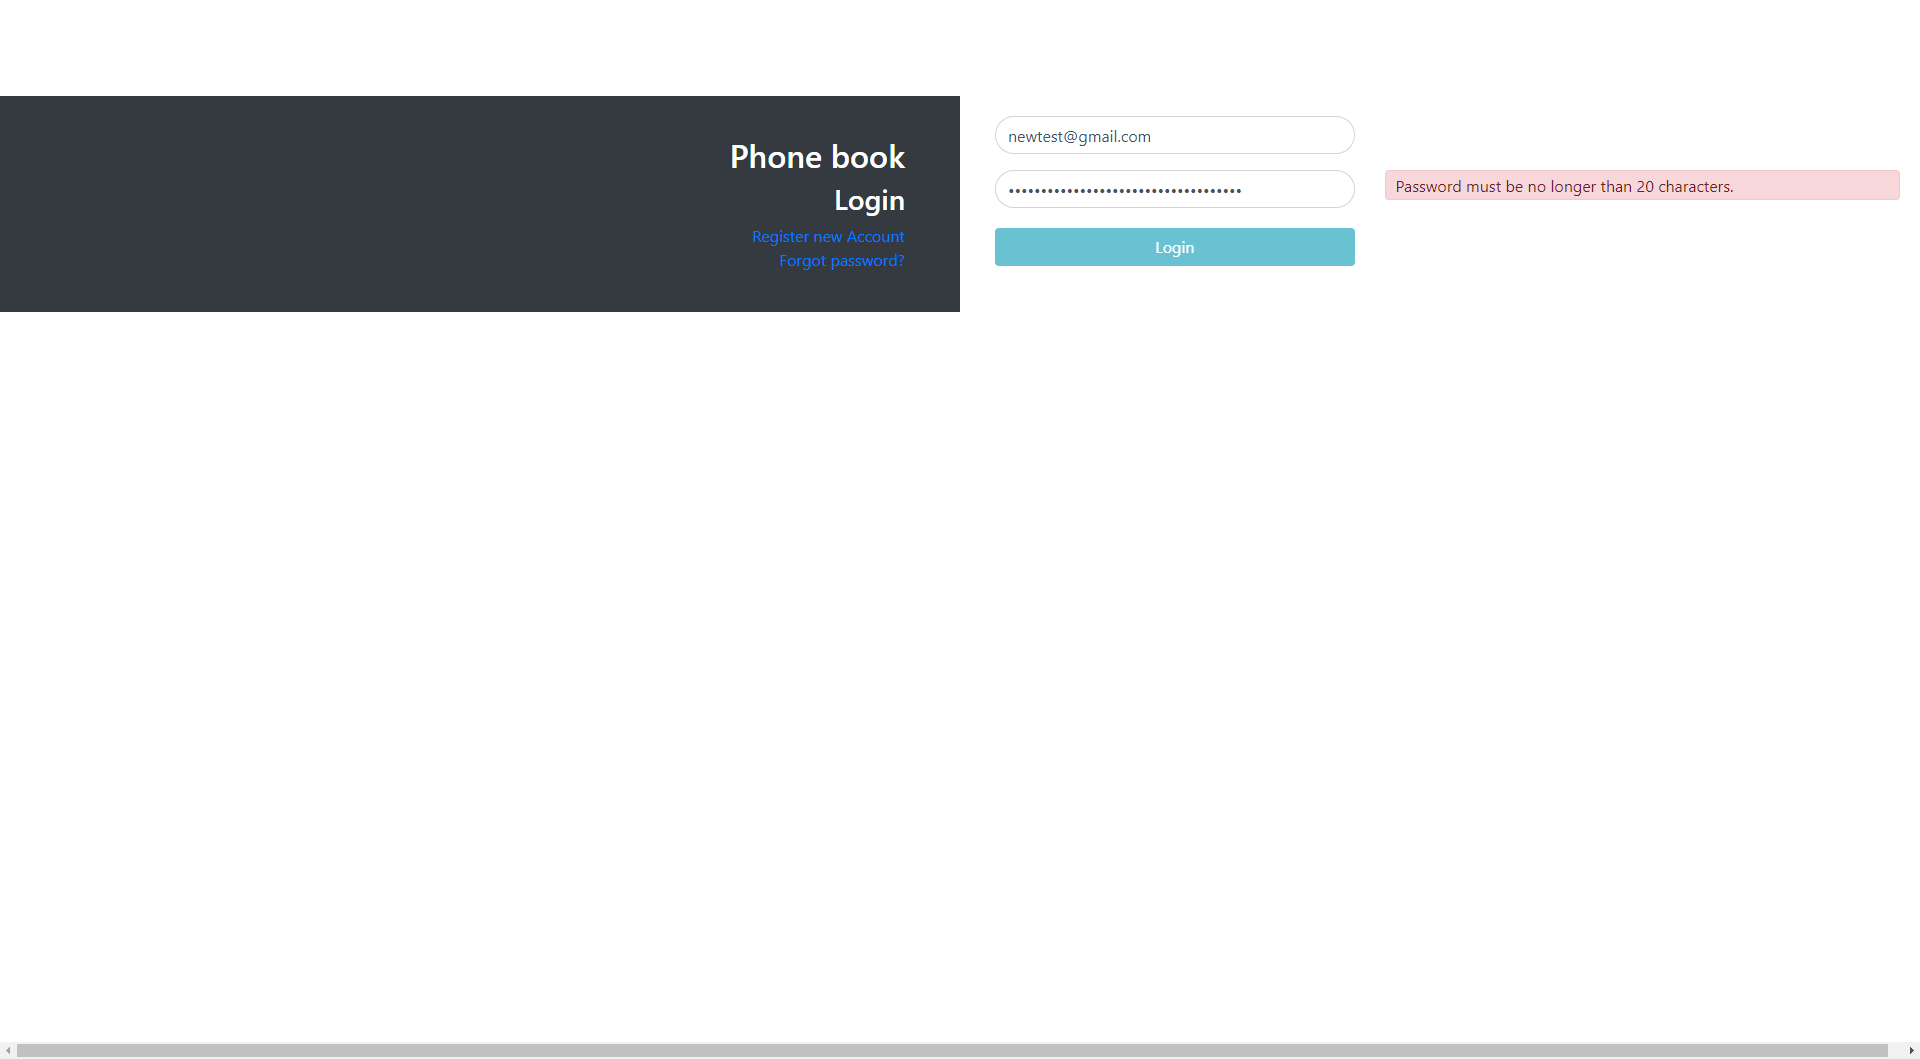 Phone book
Login
Register new Account
Forgot password?
newtest@gmail.com
••••••••••••••••••••••••••••••••••••
Password must be no longer than 20 characters.
Login